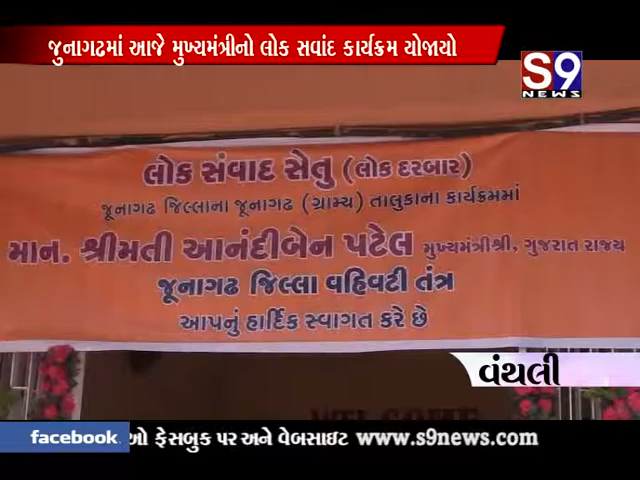 જુનાગઢમાં આજે મુખ્યમંત્રીનો લોક સવાંદ કાર્યક્રમ યોજાયો
S9
NEWS
લોક સંવાદ સેતુ (લોક દરબાર)
જૂનાગઢ જિલ્લાના જૂનાગઢ (ગ્રામ્ય) તાલુકાના કાર્યક્રમમાં
માન. શ્રીમતી આનંદીબેન પટેલ મુખ્યમંત્રીશ્રી, ગુજરાત રાજ્ય
જૂનાગઢ જિલ્લા વહિવટી તંત્ર
આપનું હાર્દિક સ્વાગત કરે છે
વંથલી
WELCOME
facebook ઓ ફેસબુક પર અને વેબસાઇટ www.s9news.com